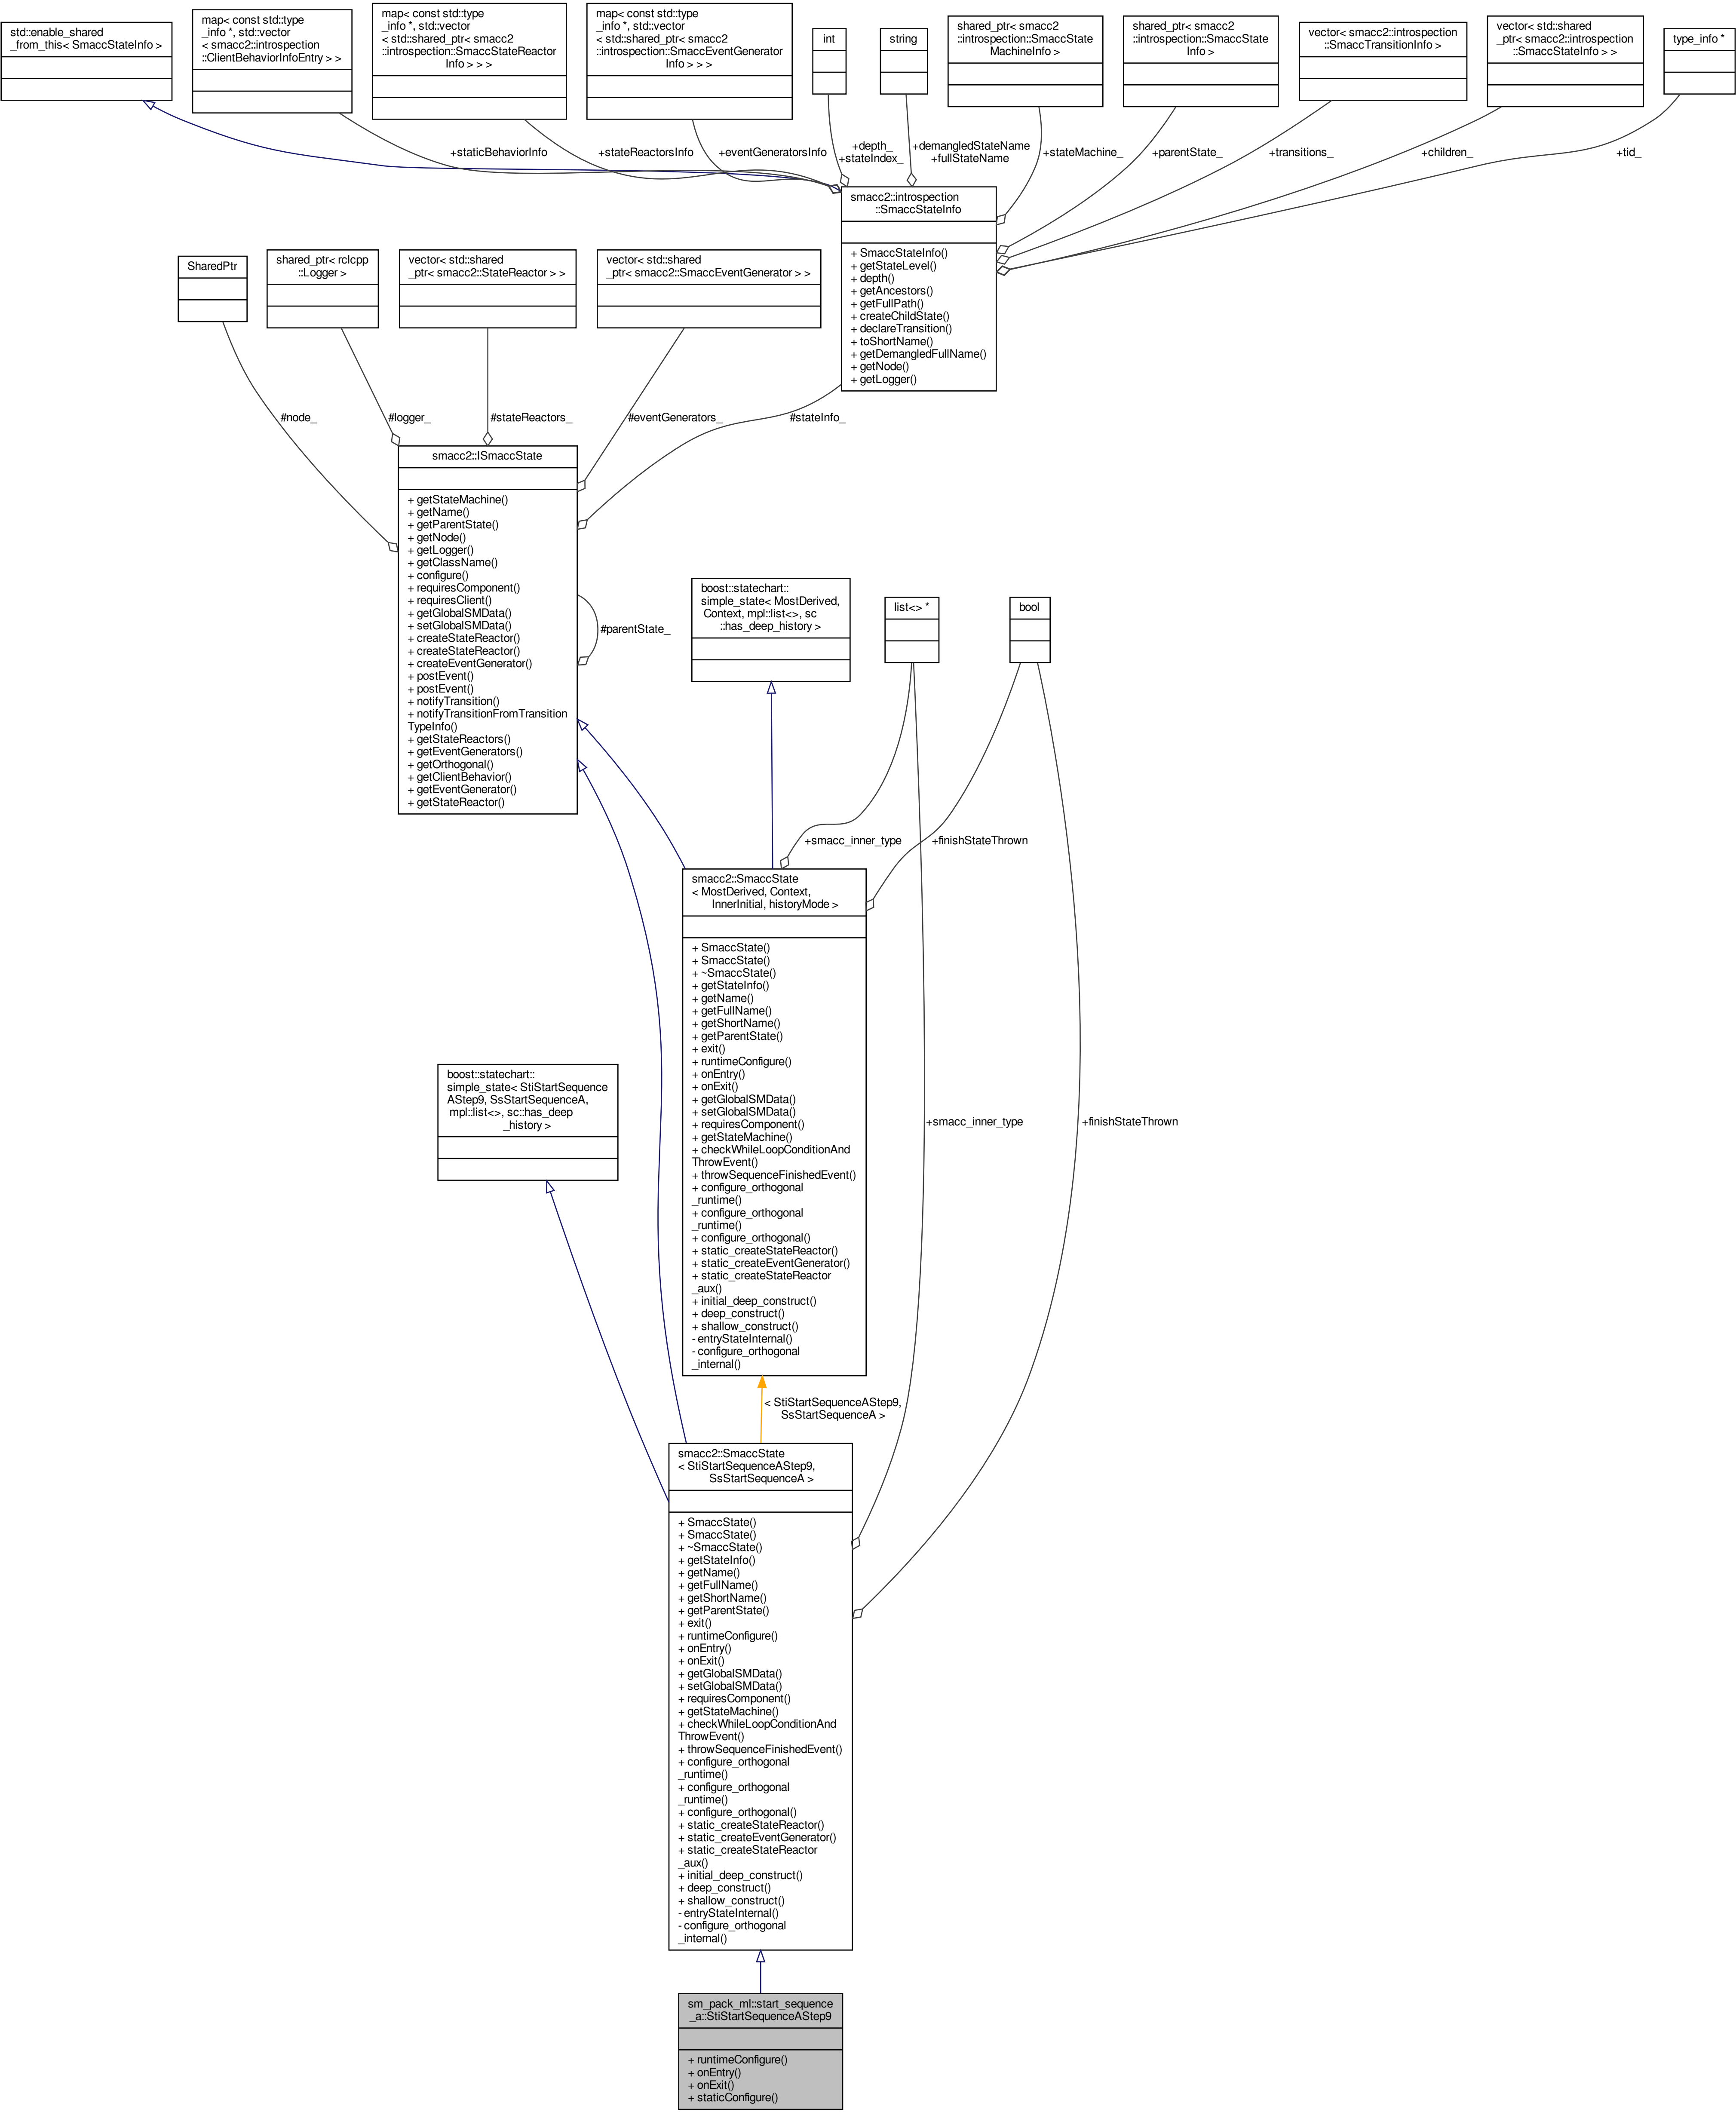 std::enable_shared
_from_this< SmaccStateInfo >
map< const std::type
_info *, std::vector
< smacc2::introspection
::ClientBehaviorInfoEntry > >
map< const std::type
_info *, std::vector
< std::shared_ptr< smacc2
::introspection::SmaccStateReactor
Info > > >
map< const std::type
_info *, std::vector
< std::shared_ptr< smacc2
::introspection::SmaccEventGenerator
Info > > >
int
string
shared_ptr< smacc2
::introspection::SmaccState
MachineInfo >
shared_ptr< smacc2
::introspection::SmaccState
Info >
vector< smacc2::introspection
::SmaccTransitionInfo >
vector< std::shared
_ptr< smacc2::introspection
::SmaccStateInfo > >
type_info *
+staticBehaviorInfo
+stateReactorsInfo
+eventGeneratorsInfo
+depth_
+stateIndex_
+demangledStateName
+fullStateName
+stateMachine_
+parentState_
+transitions_
+children_
+tid_
smacc2::introspection
::SmaccStateInfo
+ SmaccStateInfo()
+ getStateLevel()
+ depth()
+ getAncestors()
+ getFullPath()
+ createChildState()
+ declareTransition()
+ toShortName()
+ getDemangledFullName()
+ getNode()
+ getLogger()
SharedPtr
shared_ptr< rclcpp
::Logger >
vector< std::shared
_ptr< smacc2::StateReactor > >
vector< std::shared
_ptr< smacc2::SmaccEventGenerator > >
#node_
#logger_
#stateReactors_
#eventGenerators_
#stateInfo_
smacc2::ISmaccState
+ getStateMachine()
+ getName()
+ getParentState()
+ getNode()
+ getLogger()
+ getClassName()
+ configure()
+ requiresComponent()
+ requiresClient()
+ getGlobalSMData()
+ setGlobalSMData()
+ createStateReactor()
+ createStateReactor()
+ createEventGenerator()
+ postEvent()
+ postEvent()
+ notifyTransition()
+ notifyTransitionFromTransition
TypeInfo()
+ getStateReactors()
+ getEventGenerators()
+ getOrthogonal()
+ getClientBehavior()
+ getEventGenerator()
+ getStateReactor()
#parentState_
boost::statechart::
simple_state< MostDerived,
Context, mpl::list<>, sc
::has_deep_history >
list<> *
bool
+smacc_inner_type
+finishStateThrown
smacc2::SmaccState
< MostDerived, Context,
InnerInitial, historyMode >
+ SmaccState()
+ SmaccState()
+ ~SmaccState()
+ getStateInfo()
+ getName()
+ getFullName()
+ getShortName()
+ getParentState()
+ exit()
+ runtimeConfigure()
+ onEntry()
+ onExit()
+ getGlobalSMData()
+ setGlobalSMData()
+ requiresComponent()
+ getStateMachine()
+ checkWhileLoopConditionAnd
ThrowEvent()
+ throwSequenceFinishedEvent()
+ configure_orthogonal
_runtime()
+ configure_orthogonal
_runtime()
+ configure_orthogonal()
+ static_createStateReactor()
+ static_createEventGenerator()
+ static_createStateReactor
_aux()
+ initial_deep_construct()
+ deep_construct()
+ shallow_construct()
- entryStateInternal()
- configure_orthogonal
_internal()
boost::statechart::
simple_state< StiStartSequence
AStep9, SsStartSequenceA,
mpl::list<>, sc::has_deep
_history >
+smacc_inner_type
+finishStateThrown
< StiStartSequenceAStep9,
SsStartSequenceA >
smacc2::SmaccState
< StiStartSequenceAStep9,
SsStartSequenceA >
+ SmaccState()
+ SmaccState()
+ ~SmaccState()
+ getStateInfo()
+ getName()
+ getFullName()
+ getShortName()
+ getParentState()
+ exit()
+ runtimeConfigure()
+ onEntry()
+ onExit()
+ getGlobalSMData()
+ setGlobalSMData()
+ requiresComponent()
+ getStateMachine()
+ checkWhileLoopConditionAnd
ThrowEvent()
+ throwSequenceFinishedEvent()
+ configure_orthogonal
_runtime()
+ configure_orthogonal
_runtime()
+ configure_orthogonal()
+ static_createStateReactor()
+ static_createEventGenerator()
+ static_createStateReactor
_aux()
+ initial_deep_construct()
+ deep_construct()
+ shallow_construct()
- entryStateInternal()
- configure_orthogonal
_internal()
sm_pack_ml::start_sequence
_a::StiStartSequenceAStep9
+ runtimeConfigure()
+ onEntry()
+ onExit()
+ staticConfigure()